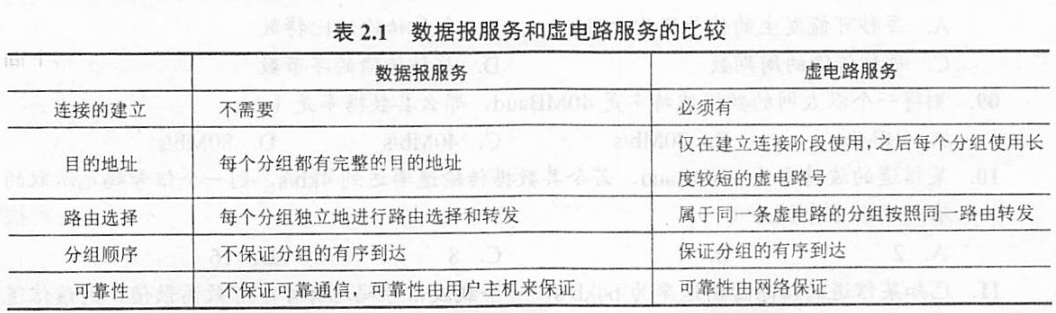 表 2.1 数据报服务和虚电路服务的比较
数据报服务 虚电路服务
连接的建立 不需要 必须有
目的地址 每个分组都有完整的目的地址 仅在建立连接阶段使用,之后每个分组使用长
度较短的虚电路号
路由选择 每个分组独立地进行路由选择和转发 属于同一条虚电路的分组按照同一路由转发
分组顺序 不保证分组的有序到达 保证分组的有序到达
可靠性 不保证可靠通信,可靠性由用户主机来保证 可靠性由网络保证